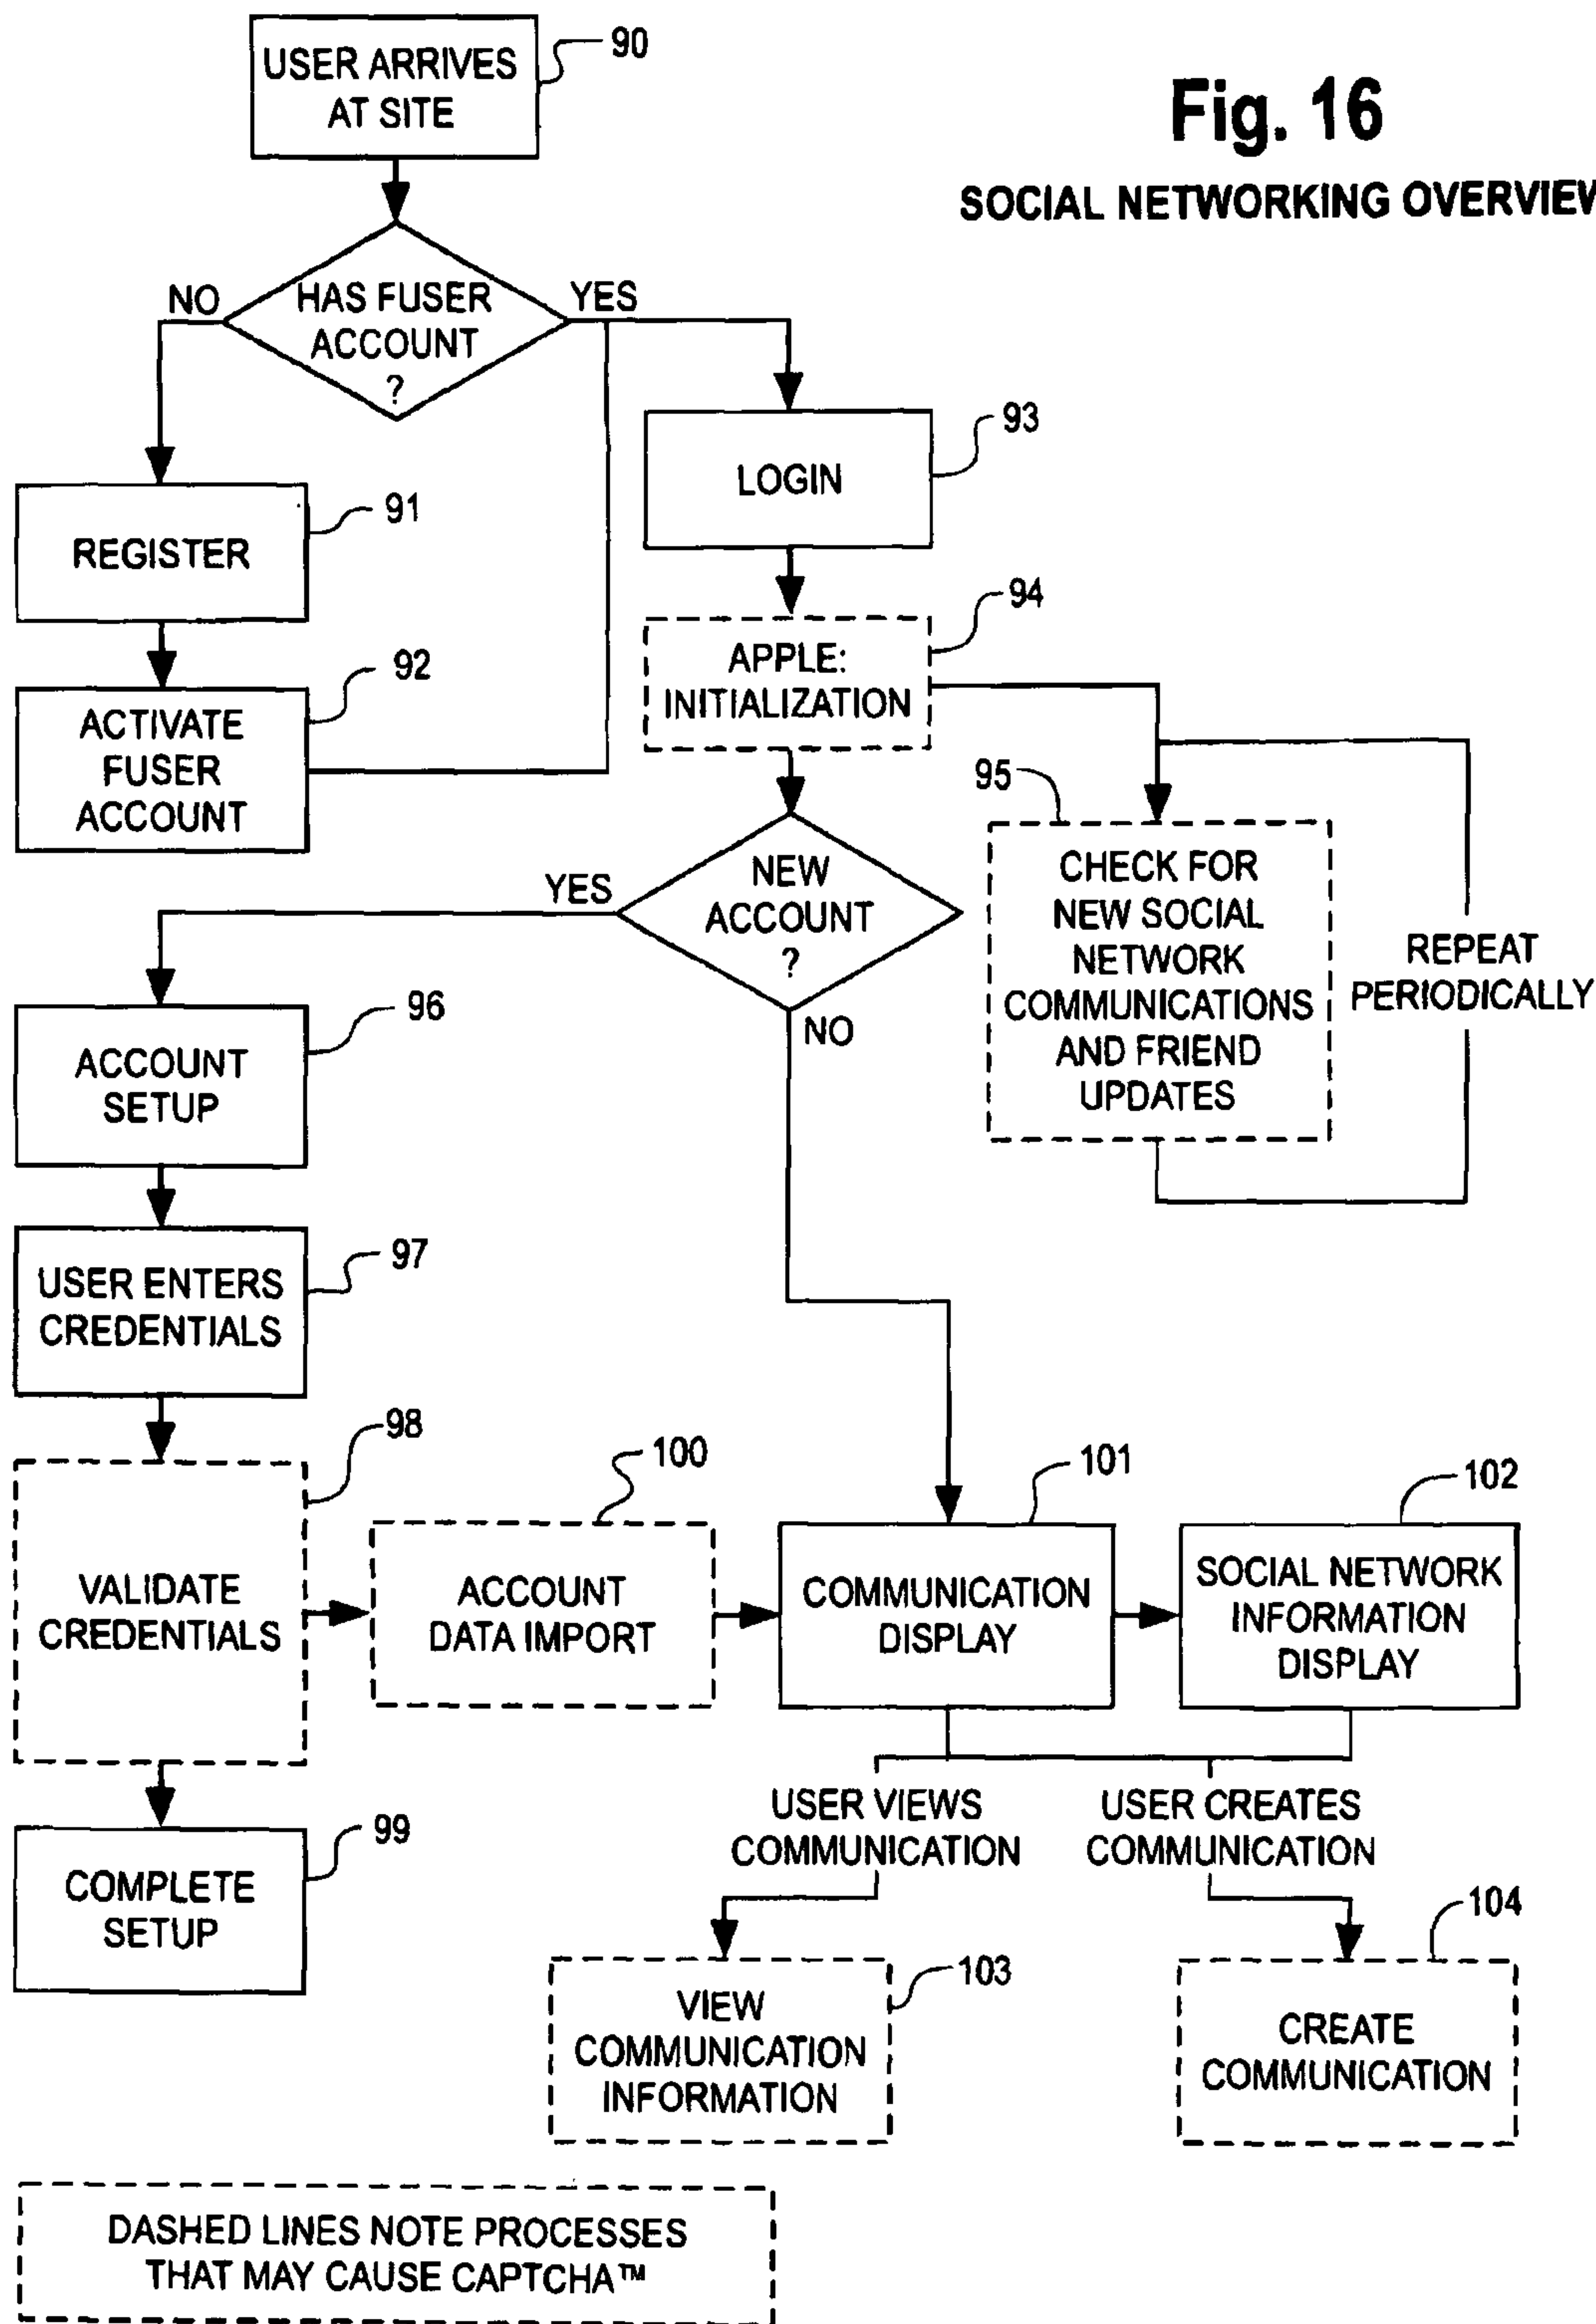 Fig. 16
SOCIAL NETWORKING OVERVIEW
USER ARRIVES
AT SITE
90
NO
HAS FUSER
ACCOUNT
?
YES
LOGIN
93
REGISTER
91
APPLE:
INITIALIZATION
94
ACTIVATE
FUSER
ACCOUNT
92
95
CHECK FOR
NEW SOCIAL
NETWORK
COMMUNICATIONS
AND FRIEND
UPDATES
REPEAT
PERIODICALLY
YES
NEW
ACCOUNT
?
NO
ACCOUNT
SETUP
96
USER ENTERS
CREDENTIALS
97
VALIDATE
CREDENTIALS
98
ACCOUNT
DATA IMPORT
100
COMMUNICATION
DISPLAY
101
SOCIAL NETWORK
INFORMATION
DISPLAY
102
USER VIEWS
COMMUNICATION
USER CREATES
COMMUNICATION
COMPLETE
SETUP
99
VIEW
COMMUNICATION
INFORMATION
103
CREATE
COMMUNICATION
104
DASHED LINES NOTE PROCESSES
THAT MAY CAUSE CAPTCHA™